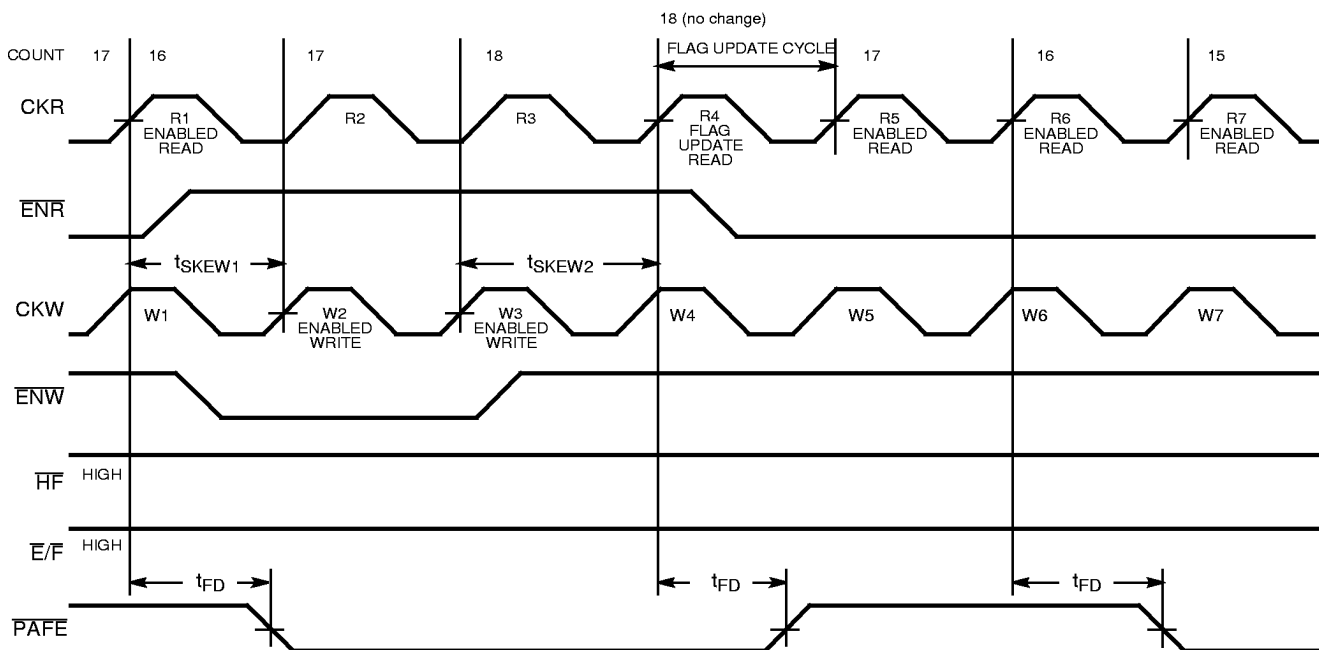 18 (no change)
COUNT 17 16 17 18 FLAG UPDATE CYCLE 17 16 15
CKR
R1 ENABLED READ
R2
R3
R4 FLAG UPDATE READ
R5 ENABLED READ
R6 ENABLED READ
R7 ENABLED READ
ENR
tSKEW1 tSKEW2
CKW
W1
W2 ENABLED WRITE
W3 ENABLED WRITE
W4
W5
W6
W7
ENW
HF HIGH
E/F HIGH
tFD tFD tFD
PAFE